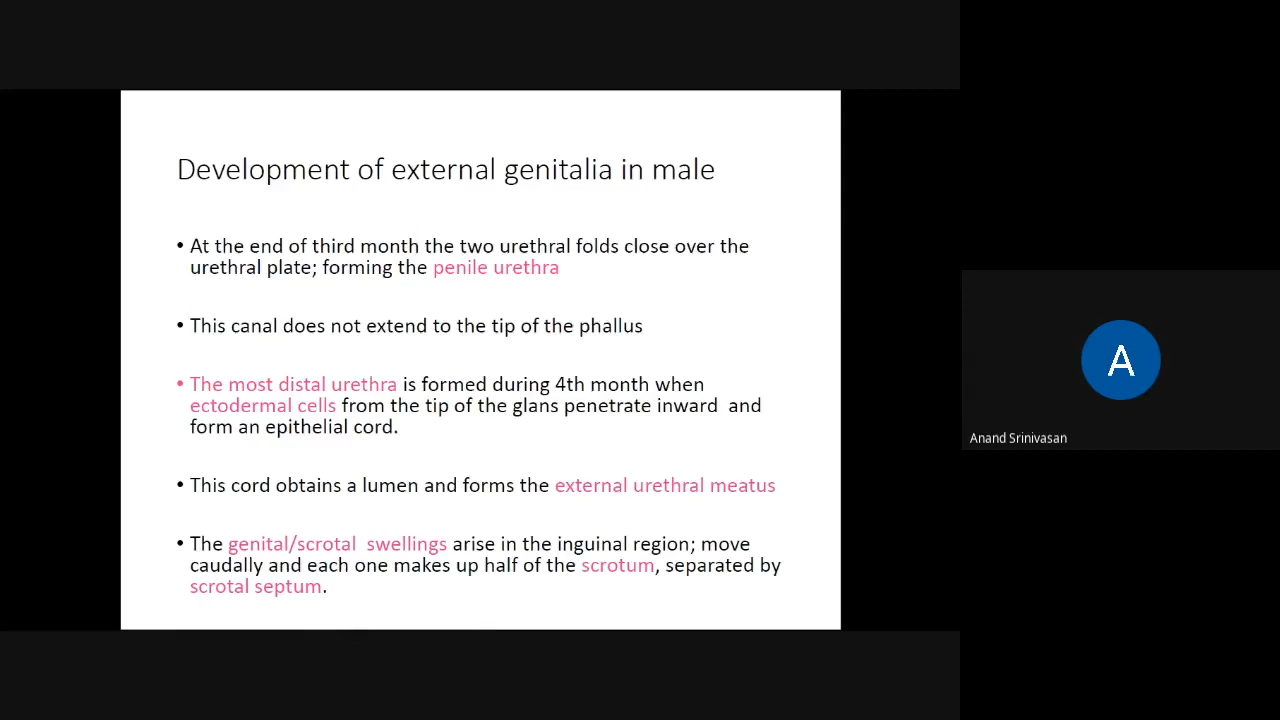 Development of external genitalia in male
• At the end of third month the two urethral folds close over the
urethral plate; forming the penile urethra
• This canal does not extend to the tip of the phallus
• The most distal urethra is formed during 4th month when
ectodermal cells from the tip of the glans penetrate inward  and
form an epithelial cord.
• This cord obtains a lumen and forms the external urethral meatus
• The genital/scrotal  swellings arise in the inguinal region; move
caudally and each one makes up half of the scrotum, separated by
scrotal septum.
A
Anand Srinivasan